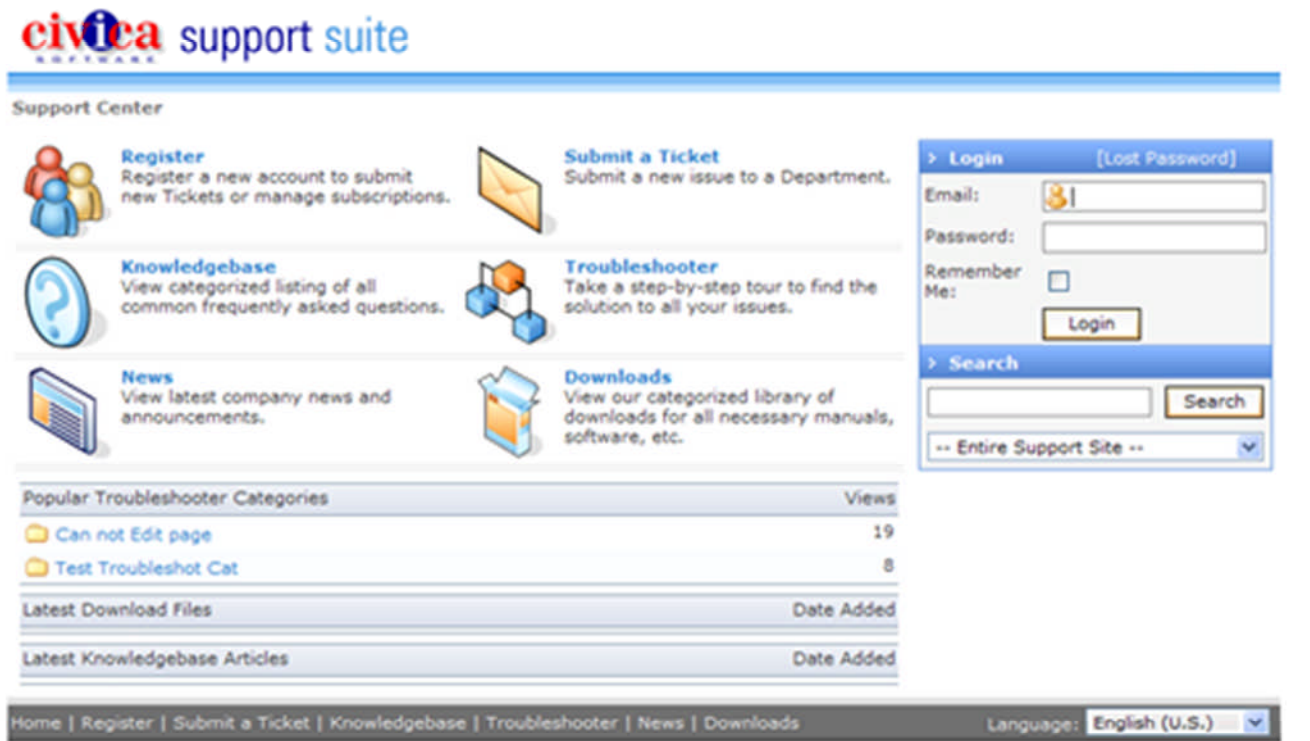 civica support suite
SOFTWARE
Support Center
Register
Register a new account to submit
new Tickets or manage subscriptions.
Submit a Ticket
Submit a new issue to a Department.
Knowledgebase
View categorized listing of all
common frequently asked questions.
Troubleshooter
Take a step-by-step tour to find the
solution to all your issues.
News
View latest company news and
announcements.
Downloads
View our categorized library of
downloads for all necessary manuals,
software, etc.
> Login [Lost Password]
Email:
Password:
Remember
Me:
Login
> Search
Search
-- Entire Support Site --
Popular Troubleshooter Categories Views
Can not Edit page 19
Test Troubleshot Cat 8
Latest Download Files Date Added
Latest Knowledgebase Articles Date Added
Home | Register | Submit a Ticket | Knowledgebase | Troubleshooter | News | Downloads Language: English (U.S.)